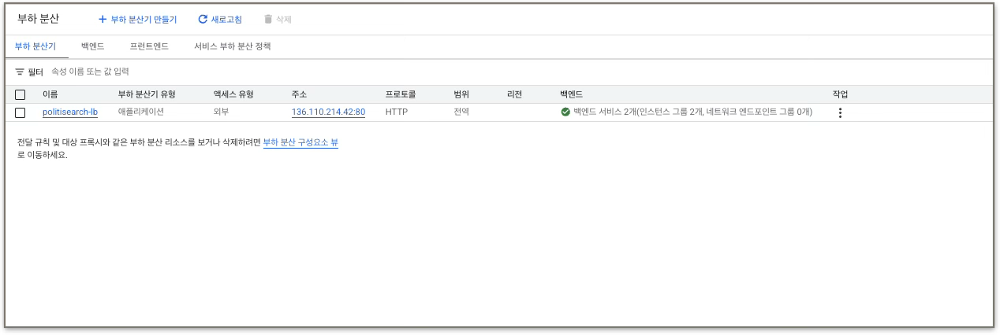 부하 분산 부하 분산기 만들기 새로고침 삭제
부하 분산기 백엔드 프런트엔드 서비스 부하 분산 정책
필터 속성 이름 또는 값 입력
이름 부하 분산기 유형 액세스 유형 주소 프로토콜 범위 리전 백엔드 작업
politisearch-lb 애플리케이션 외부 136.110.214.42:80 HTTP 전역 백엔드 서비스 2개(인스턴스 그룹 2개, 네트워크 엔드포인트 그룹 0개)
전달 규칙 및 대상 프록시와 같은 부하 분산 리소스를 보거나 삭제하려면 부하 분산 구성요소 뷰
로 이동하세요.